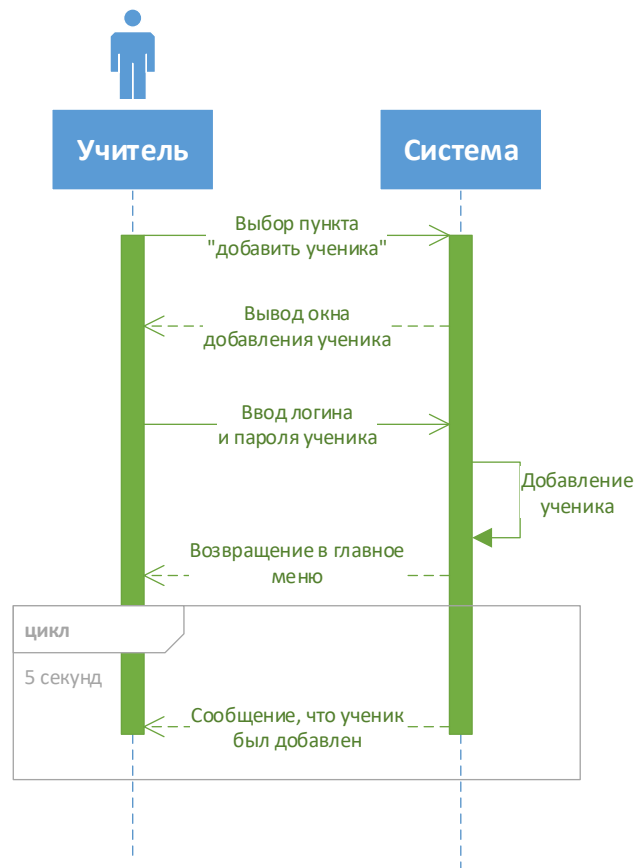 Учитель
Система
Выбор пункта
"добавить ученика"
Вывод окна
добавления ученика
Ввод логина
и пароля ученика
Добавление
ученика
Возвращение в главное
меню
цикл
5 секунд
Сообщение, что ученик
был добавлен